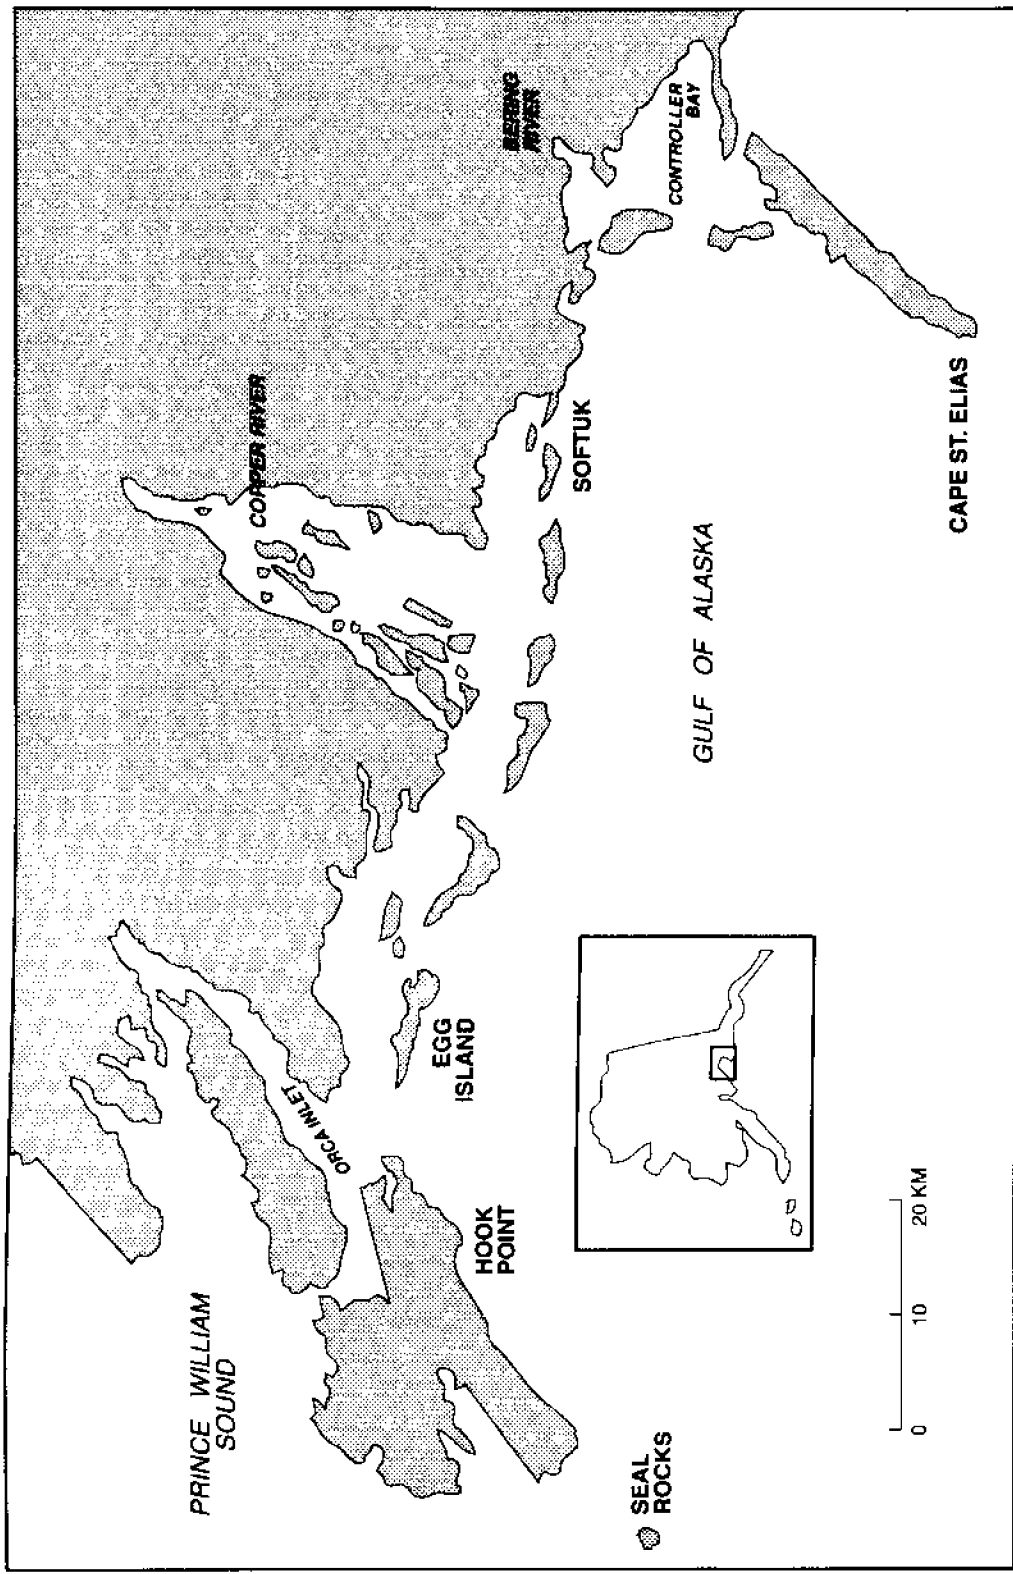 PRINCE WILLIAM
SOUND
ORCA INLET
COPPER RIVER
BERING
RIVER
CONTROLLER
BAY
EGG
ISLAND
HOOK
POINT
SOFTUK
GULF OF ALASKA
CAPE ST. ELIAS
SEAL
ROCKS
0 10 20 KM